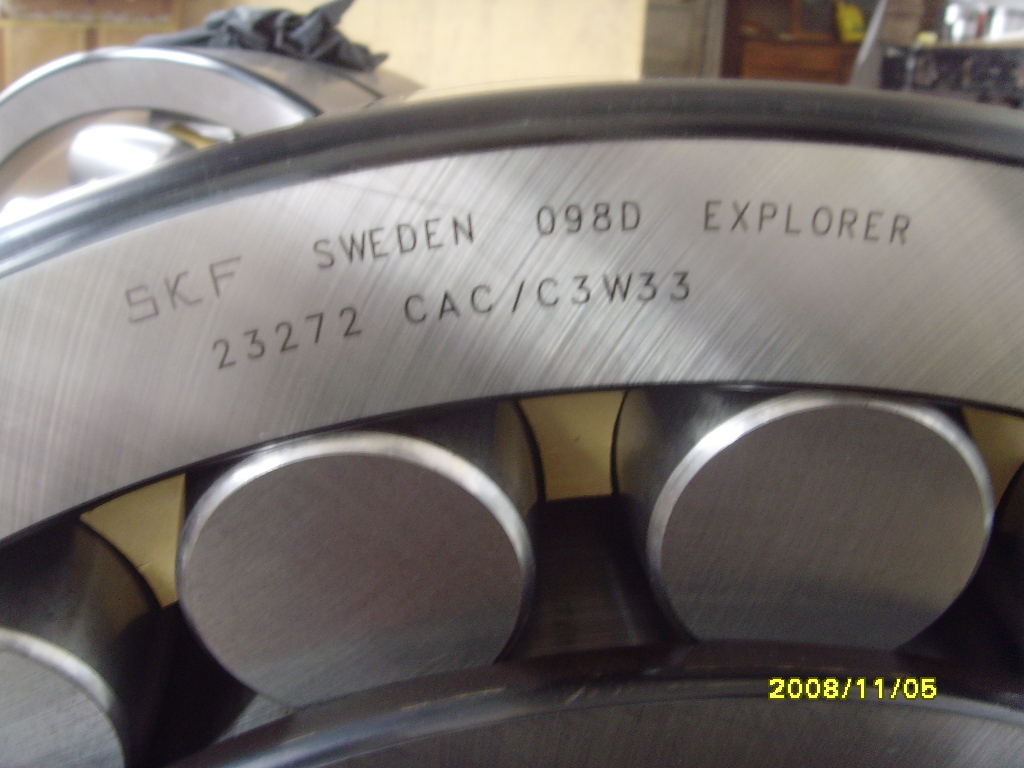 SKF SWEDEN 098D EXPLORER
23272 CAC/C3W33
2008/11/05